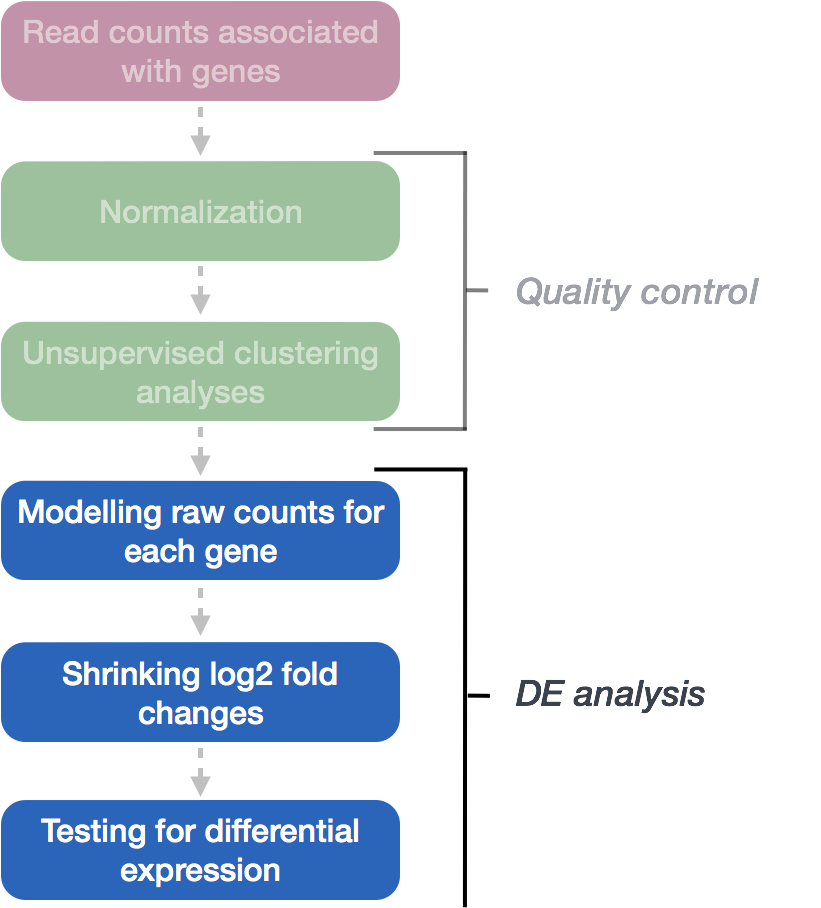 Read counts associated
with genes
Normalization
Quality control
Unsupervised clustering
analyses
Modelling raw counts for
each gene
Shrinking log2 fold
changes
DE analysis
Testing for differential
expression